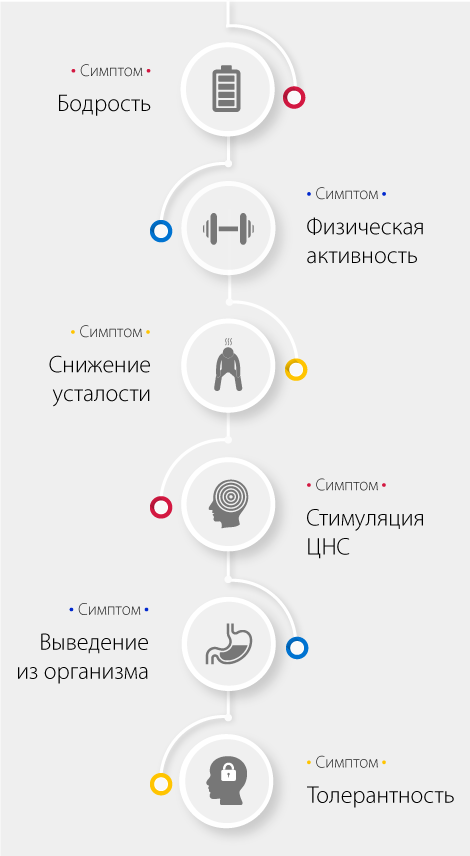 • Симптом •
Бодрость
• Симптом •
Физическая
активность
• Симптом •
Снижение
усталости
• Симптом •
Стимуляция
ЦНС
• Симптом •
Выведение
из организма
• Симптом •
Толерантность